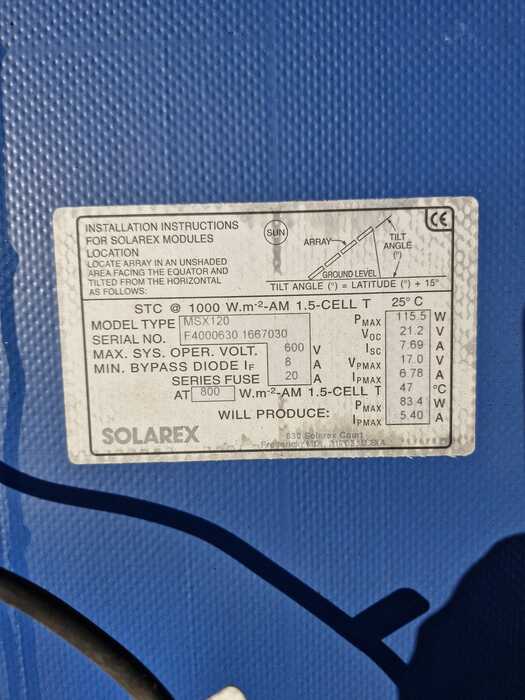 INSTALLATION INSTRUCTIONS
FOR SOLAREX MODULES
LOCATION
LOCATE ARRAY IN AN UNSHADED
AREA FACING THE EQUATOR AND
TILTED FROM THE HORIZONTAL
AS FOLLOWS:
SUN
ARRAY
TILT
ANGLE
(°)
GROUND LEVEL
CE
TILT ANGLE (°) = LATITUDE (°) + 15°
STC @ 1000 W.m⁻²-AM 1.5-CELL T 25° C
MODEL TYPE MSX120 PMAX 115.5 W
SERIAL NO. F4000630 1667030 VOC 21.2 V
MAX. SYS. OPER. VOLT. 600 V ISC 7.69 A
MIN. BYPASS DIODE IF 8 A VPMAX 17.0 V
SERIES FUSE 20 A IPMAX 6.78 A
AT 800 W.m⁻²-AM 1.5-CELL T 47 °C
WILL PRODUCE: PMAX 83.4 W
IPMAX 5.40 A
SOLAREX
630 Solarex Court
Frederick, MD